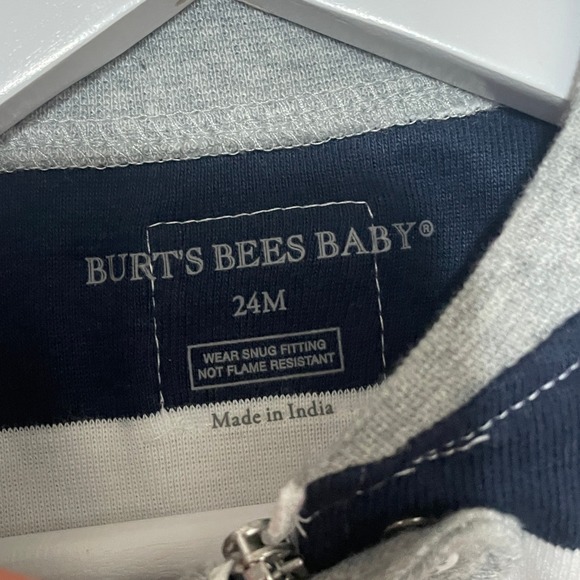 BURT'S BEES BABY®
24M
WEAR SNUG FITTING
NOT FLAME RESISTANT
Made in India